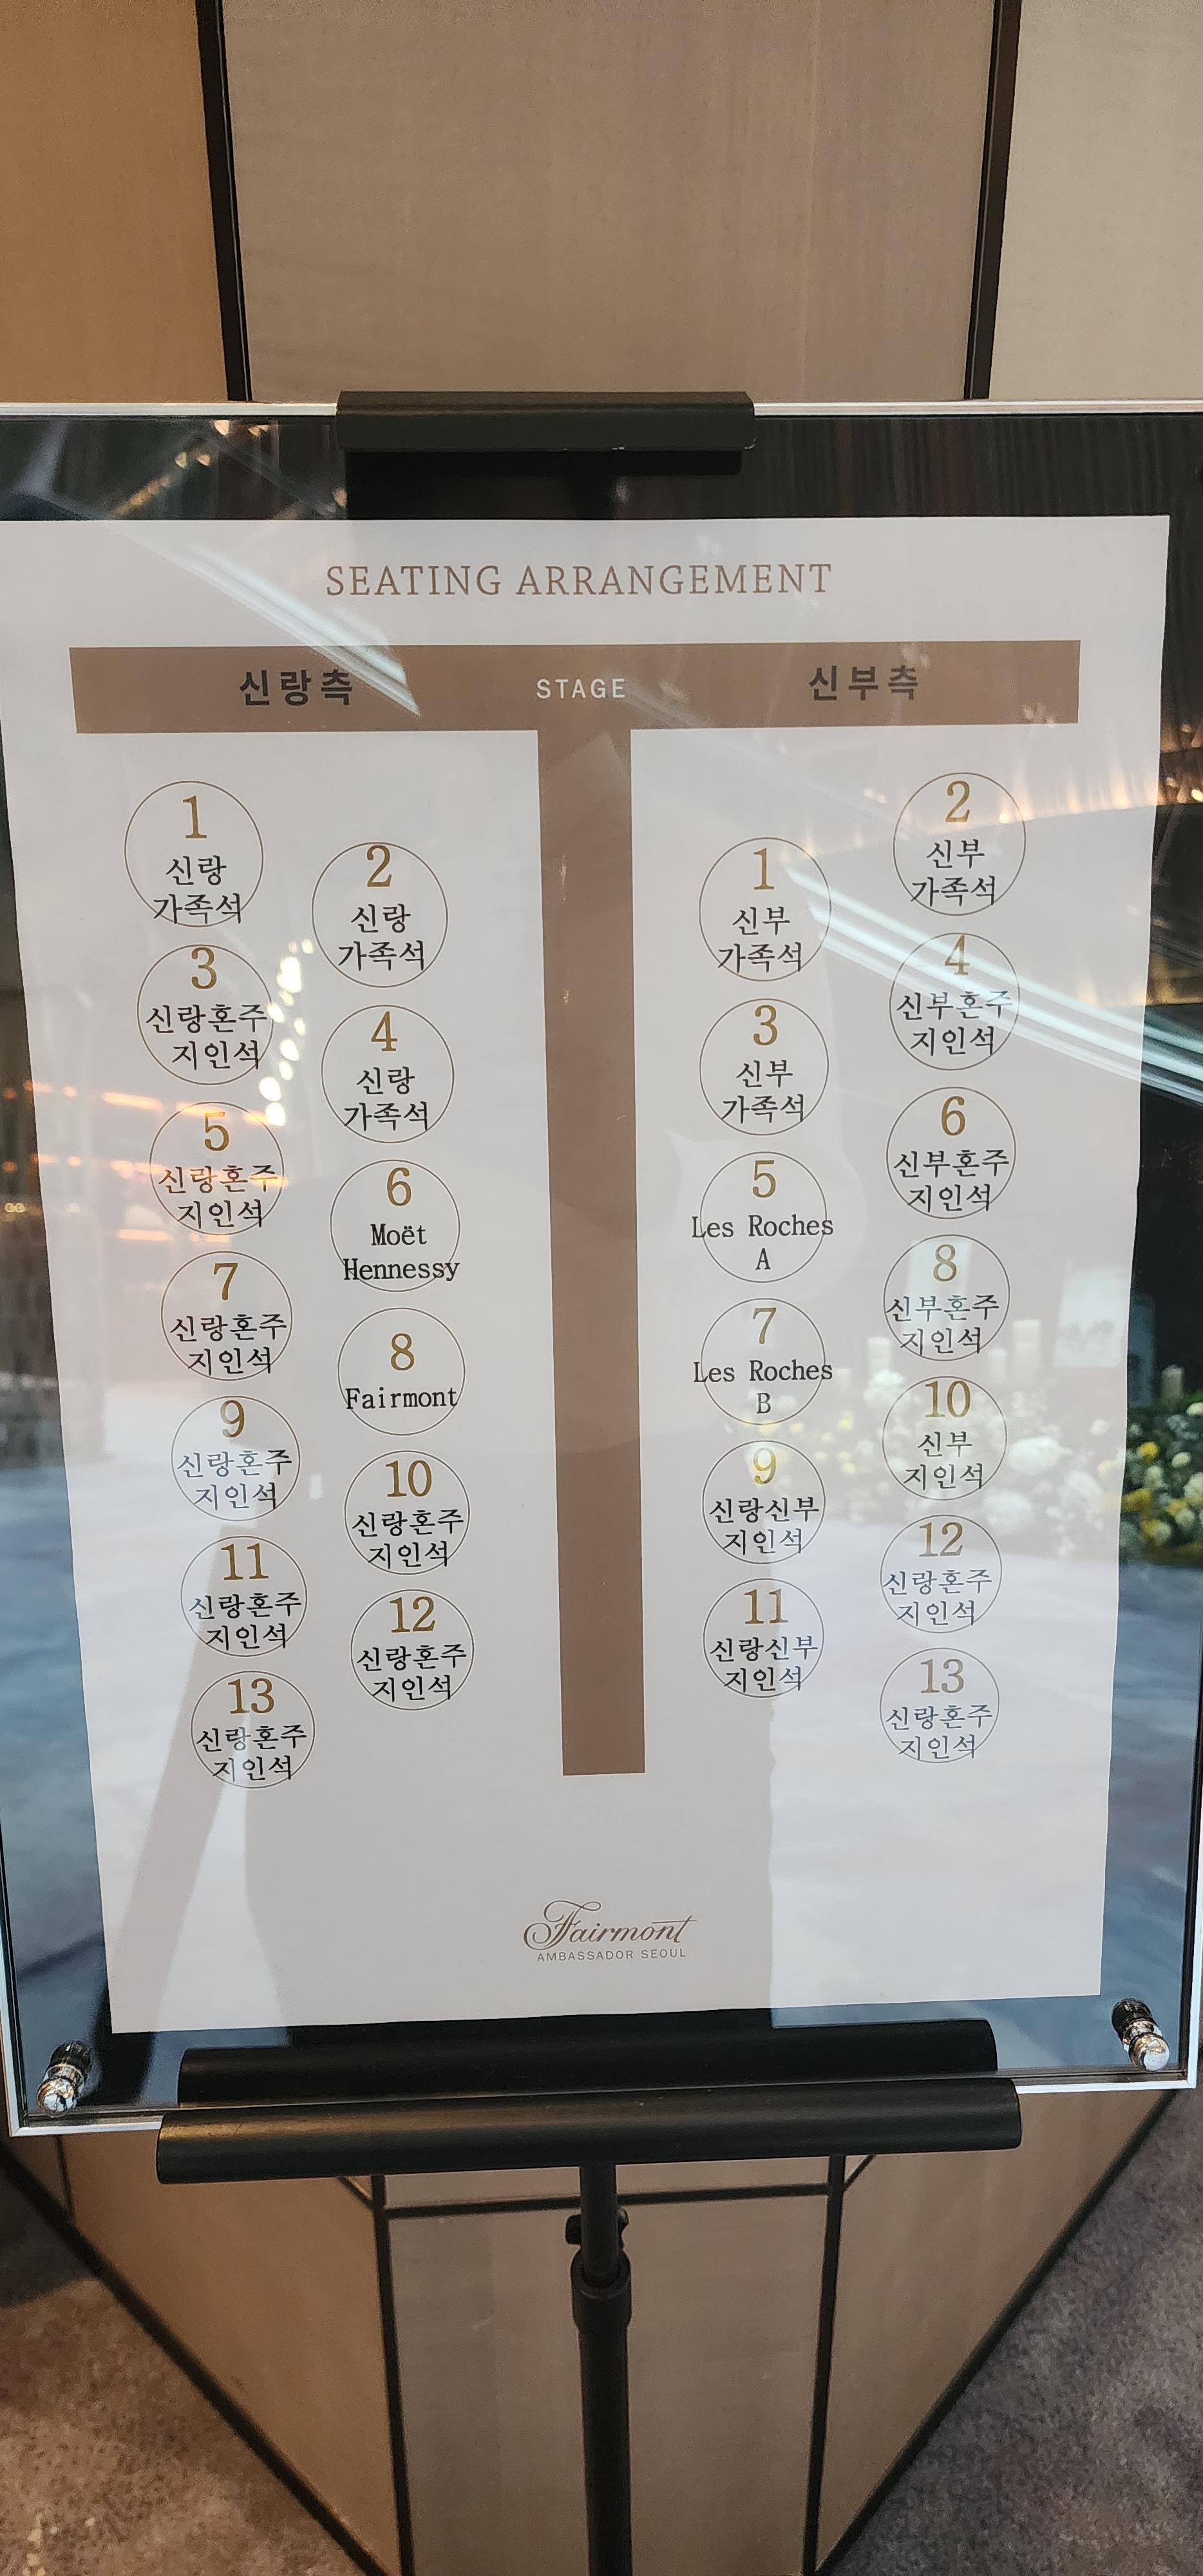 SEATING ARRANGEMENT
신랑측 STAGE 신부측
1
신랑
가족석
2
신랑
가족석
3
신랑혼주
지인석
4
신랑
가족석
5
신랑혼주
지인석
6
Moët
Hennessy
7
신랑혼주
지인석
8
Fairmont
9
신랑혼주
지인석
10
신랑혼주
지인석
11
신랑혼주
지인석
12
신랑혼주
지인석
13
신랑혼주
지인석
1
신부
가족석
2
신부
가족석
3
신부
가족석
4
신부혼주
지인석
5
Les Roches
A
6
신부혼주
지인석
7
Les Roches
B
8
신부혼주
지인석
9
신랑신부
지인석
10
신부
지인석
11
신랑신부
지인석
12
신랑혼주
지인석
13
신랑혼주
지인석
Fairmont
AMBASSADOR SEOUL